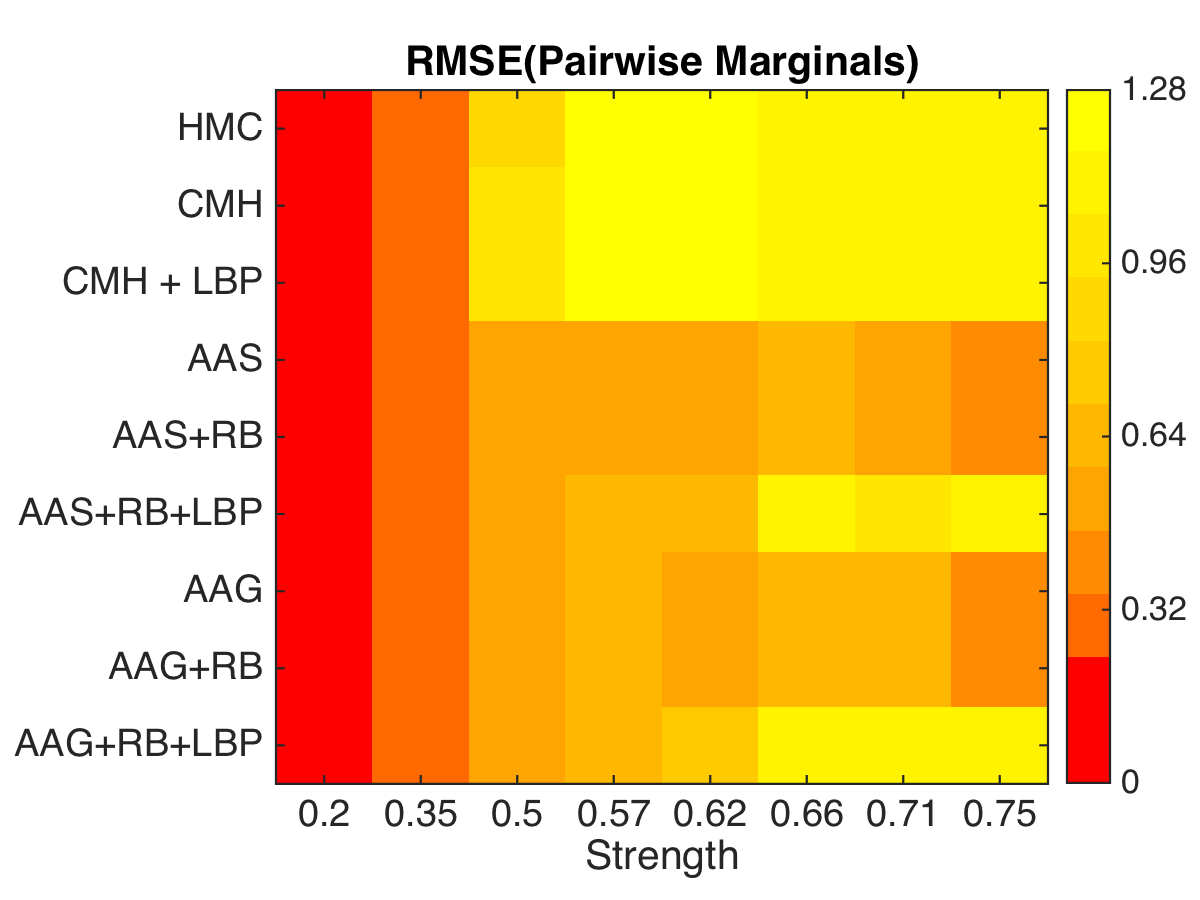 RMSE(Pairwise Marginals)
HMC
CMH
CMH + LBP
AAS
AAS+RB
AAS+RB+LBP
AAG
AAG+RB
AAG+RB+LBP
0.2 0.35 0.5 0.57 0.62 0.66 0.71 0.75
Strength
1.28
0.96
0.64
0.32
0